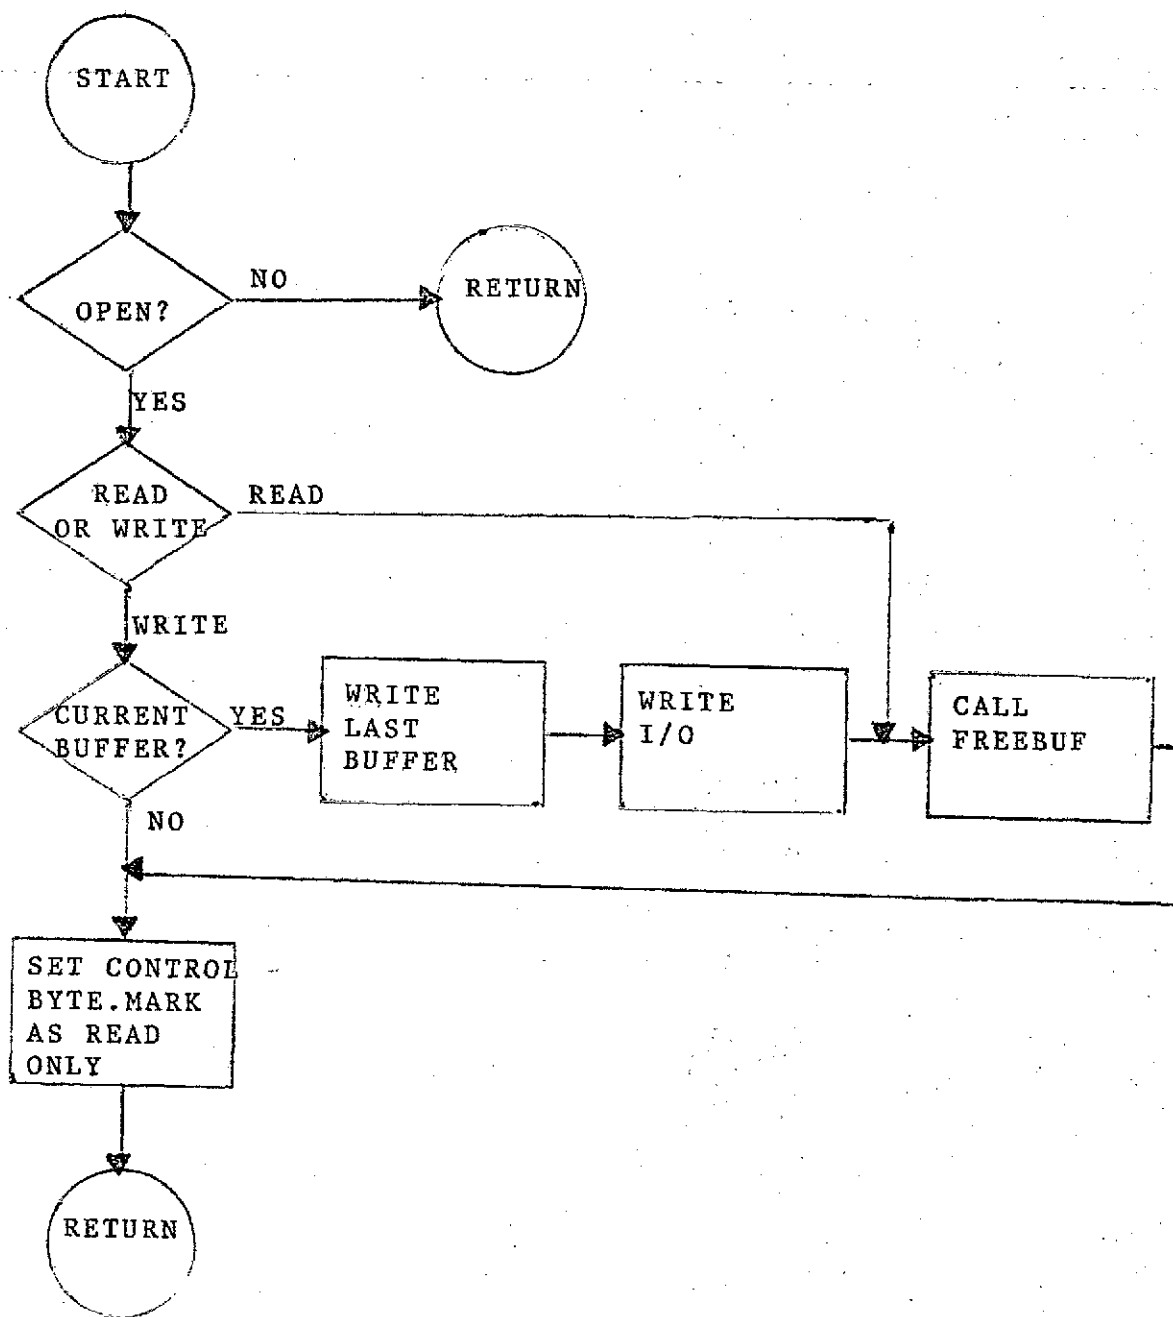 START
NO
RETURN
OPEN?
YES
READ
OR WRITE
READ
WRITE
CURRENT
BUFFER?
YES
WRITE
LAST
BUFFER
WRITE
I/O
CALL
FREEBUF
NO
SET CONTROL
BYTE.MARK
AS READ
ONLY
RETURN